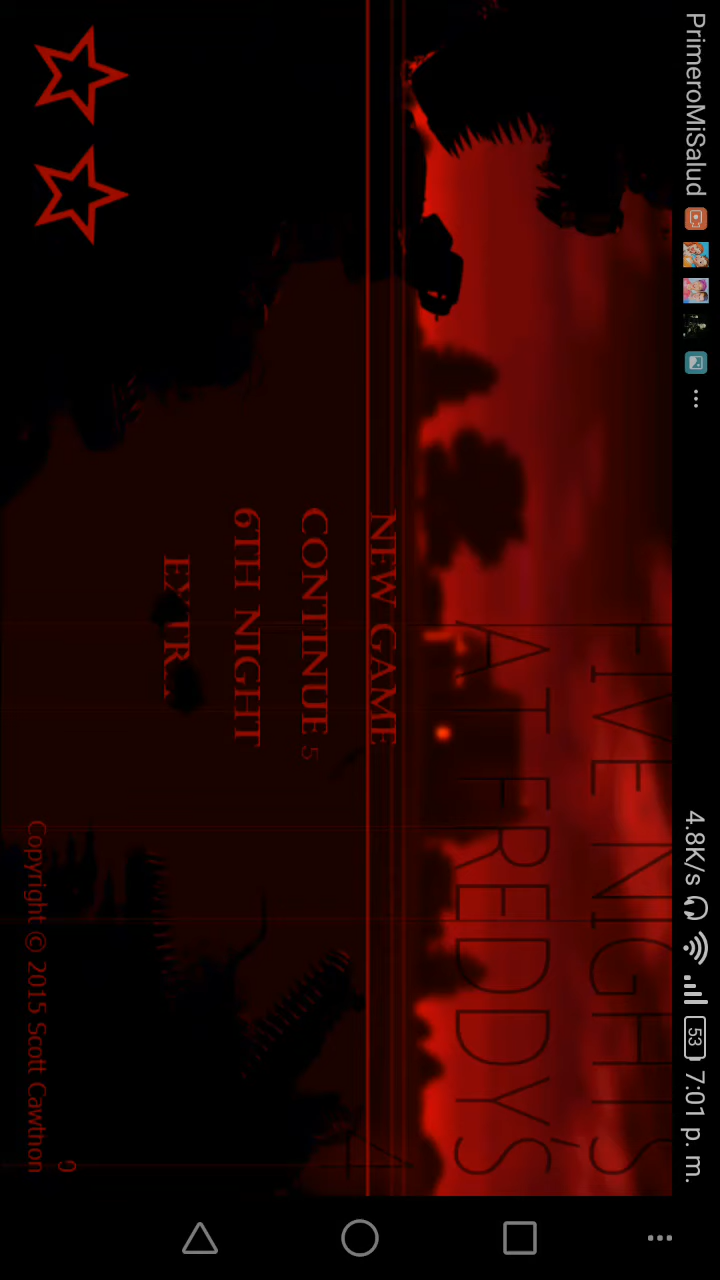 PrimeroMiSalud ... 4.8K/s 53 7:01 p. m.
FIVE NIGHTS
AT FREDDY'S
NEW GAME
CONTINUE 5
6TH NIGHT
EXTRA
Copyright © 2015 Scott Cawthon